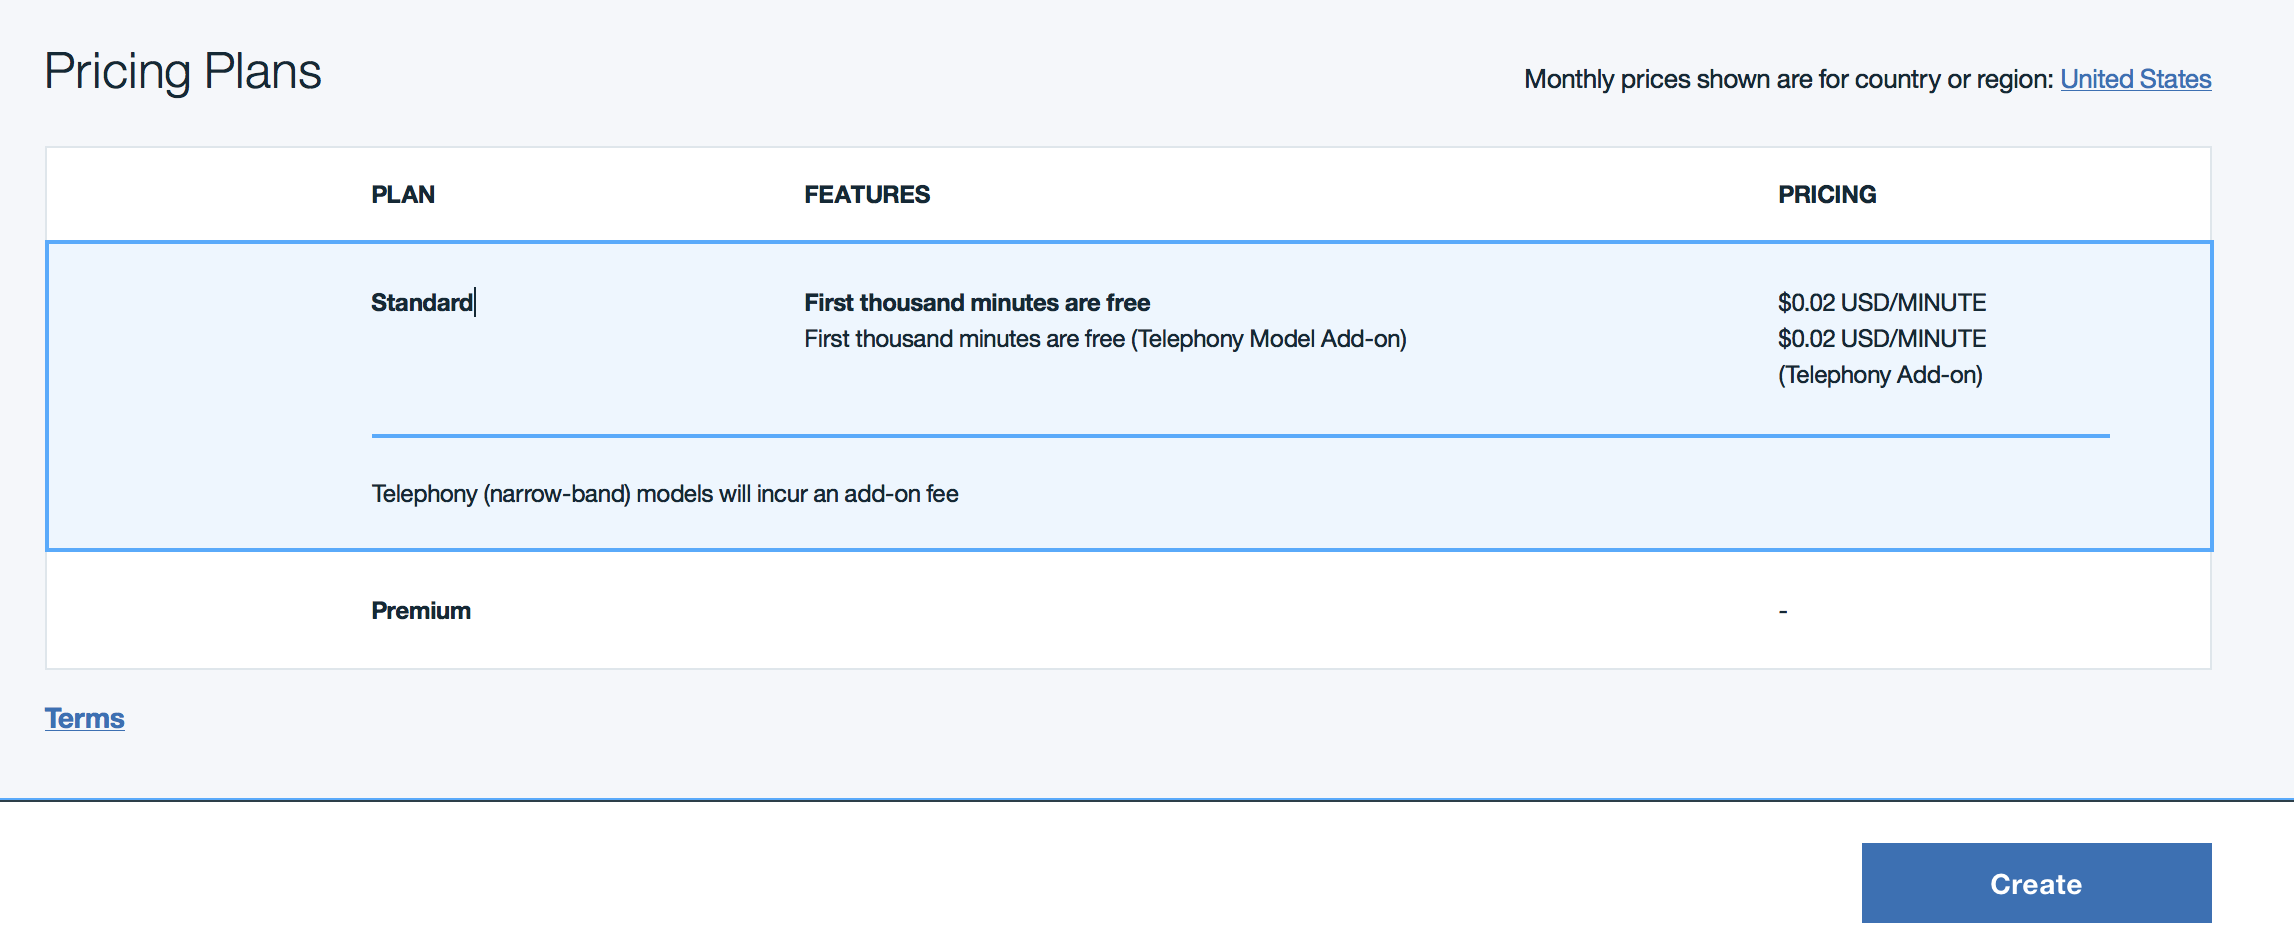 Pricing Plans
Monthly prices shown are for country or region: United States
PLAN FEATURES PRICING
Standard First thousand minutes are free $0.02 USD/MINUTE
First thousand minutes are free (Telephony Model Add-on) $0.02 USD/MINUTE
(Telephony Add-on)
Telephony (narrow-band) models will incur an add-on fee
Premium -
Terms
Create